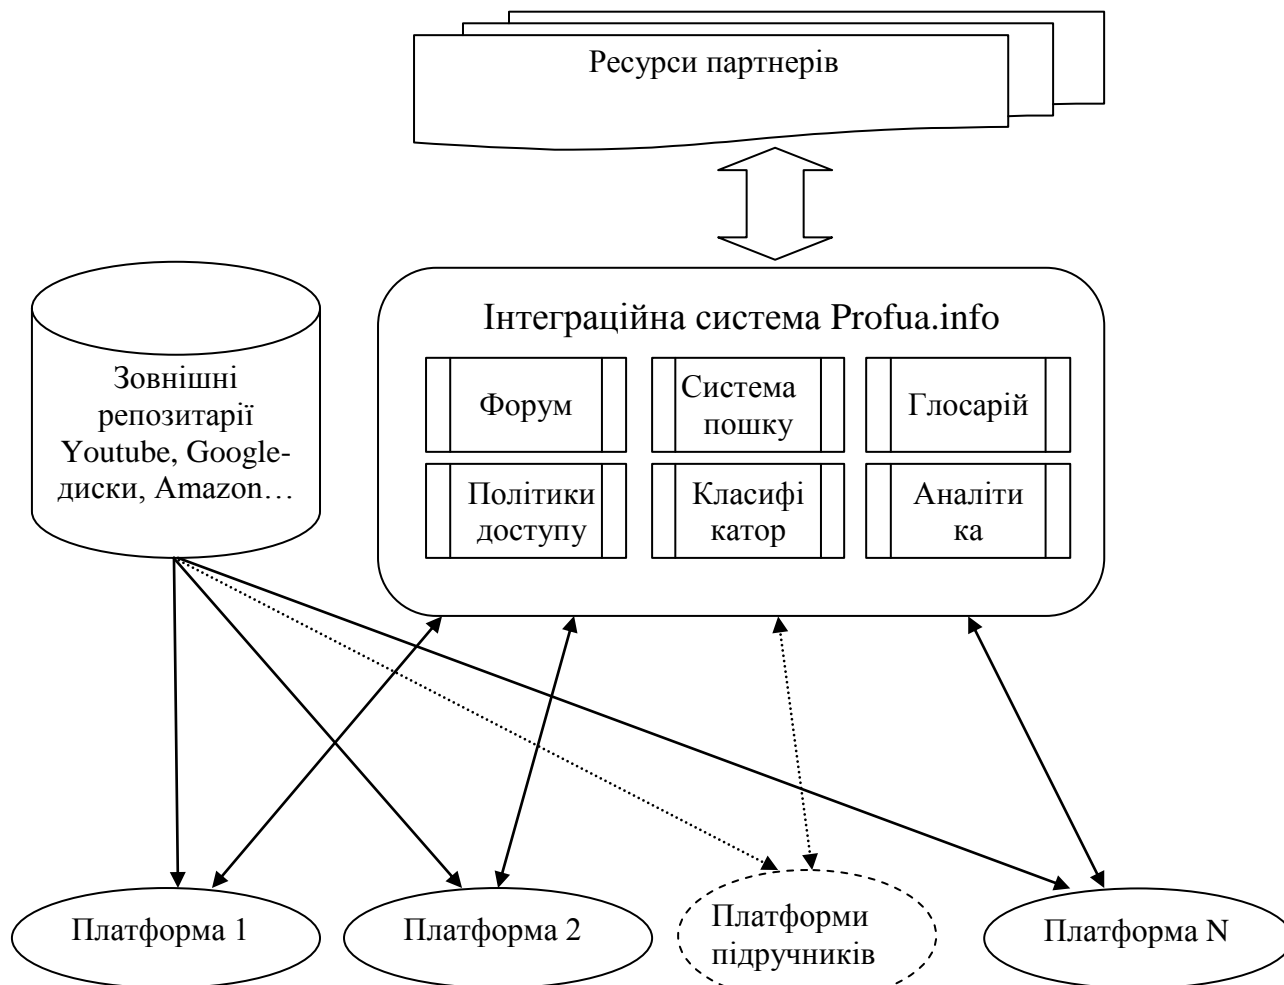 Ресурси партнерів
Інтеграційна система Profua.info
Зовнішні
репозитарії
Youtube, Google-
диски, Amazon…
Форум
Система
пошку
Глосарій
Політики
доступу
Класифі
катор
Аналіти
ка
Платформа 1
Платформа 2
Платформи
підручників
Платформа N